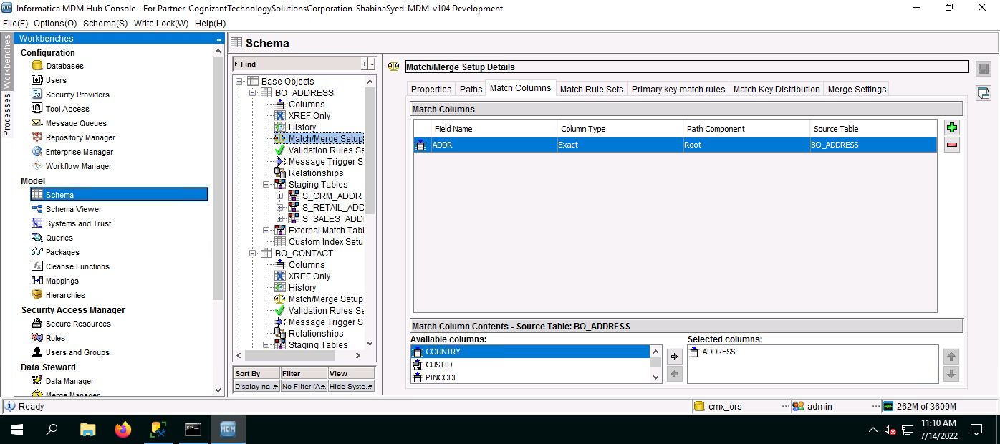 Informatica MDM Hub Console - For Partner-CognizantTechnologySolutionsCorporation-ShabinaSyed-MDM-v104 Development
File(F) Options(O) Schema(S) Write Lock(W) Help(H)
Workbenches
Processes
Workbenches
Configuration
Databases
Users
Security Providers
Tool Access
Message Queues
Repository Manager
Enterprise Manager
Workflow Manager
Model
Schema
Schema Viewer
Systems and Trust
Queries
Packages
Cleanse Functions
Mappings
Hierarchies
Security Access Manager
Secure Resources
Roles
Users and Groups
Data Steward
Data Manager
Merge Manager
Schema
Find + -
Base Objects
BO_ADDRESS
Columns
XREF Only
History
Match/Merge Setup
Validation Rules Se
Message Trigger S
Relationships
Staging Tables
S_CRM_ADDR
S_RETAIL_ADD
S_SALES_ADD
External Match Tabl
Custom Index Setu
BO_CONTACT
Columns
XREF Only
History
Match/Merge Setup
Validation Rules Se
Message Trigger S
Relationships
Staging Tables
Sort By Filter View
Display na... No Filter (A... Hide Syste...
Match/Merge Setup Details
Properties Paths Match Columns Match Rule Sets Primary key match rules Match Key Distribution Merge Settings
Match Columns
Field Name Column Type Path Component Source Table
ADDR Exact Root BO_ADDRESS
Match Column Contents - Source Table: BO_ADDRESS
Available columns:
COUNTRY
CUSTID
PINCODE
Selected columns:
ADDRESS
Ready cmx_ors ... admin ... 262M of 3609M
MDM
11:10 AM
7/14/2022